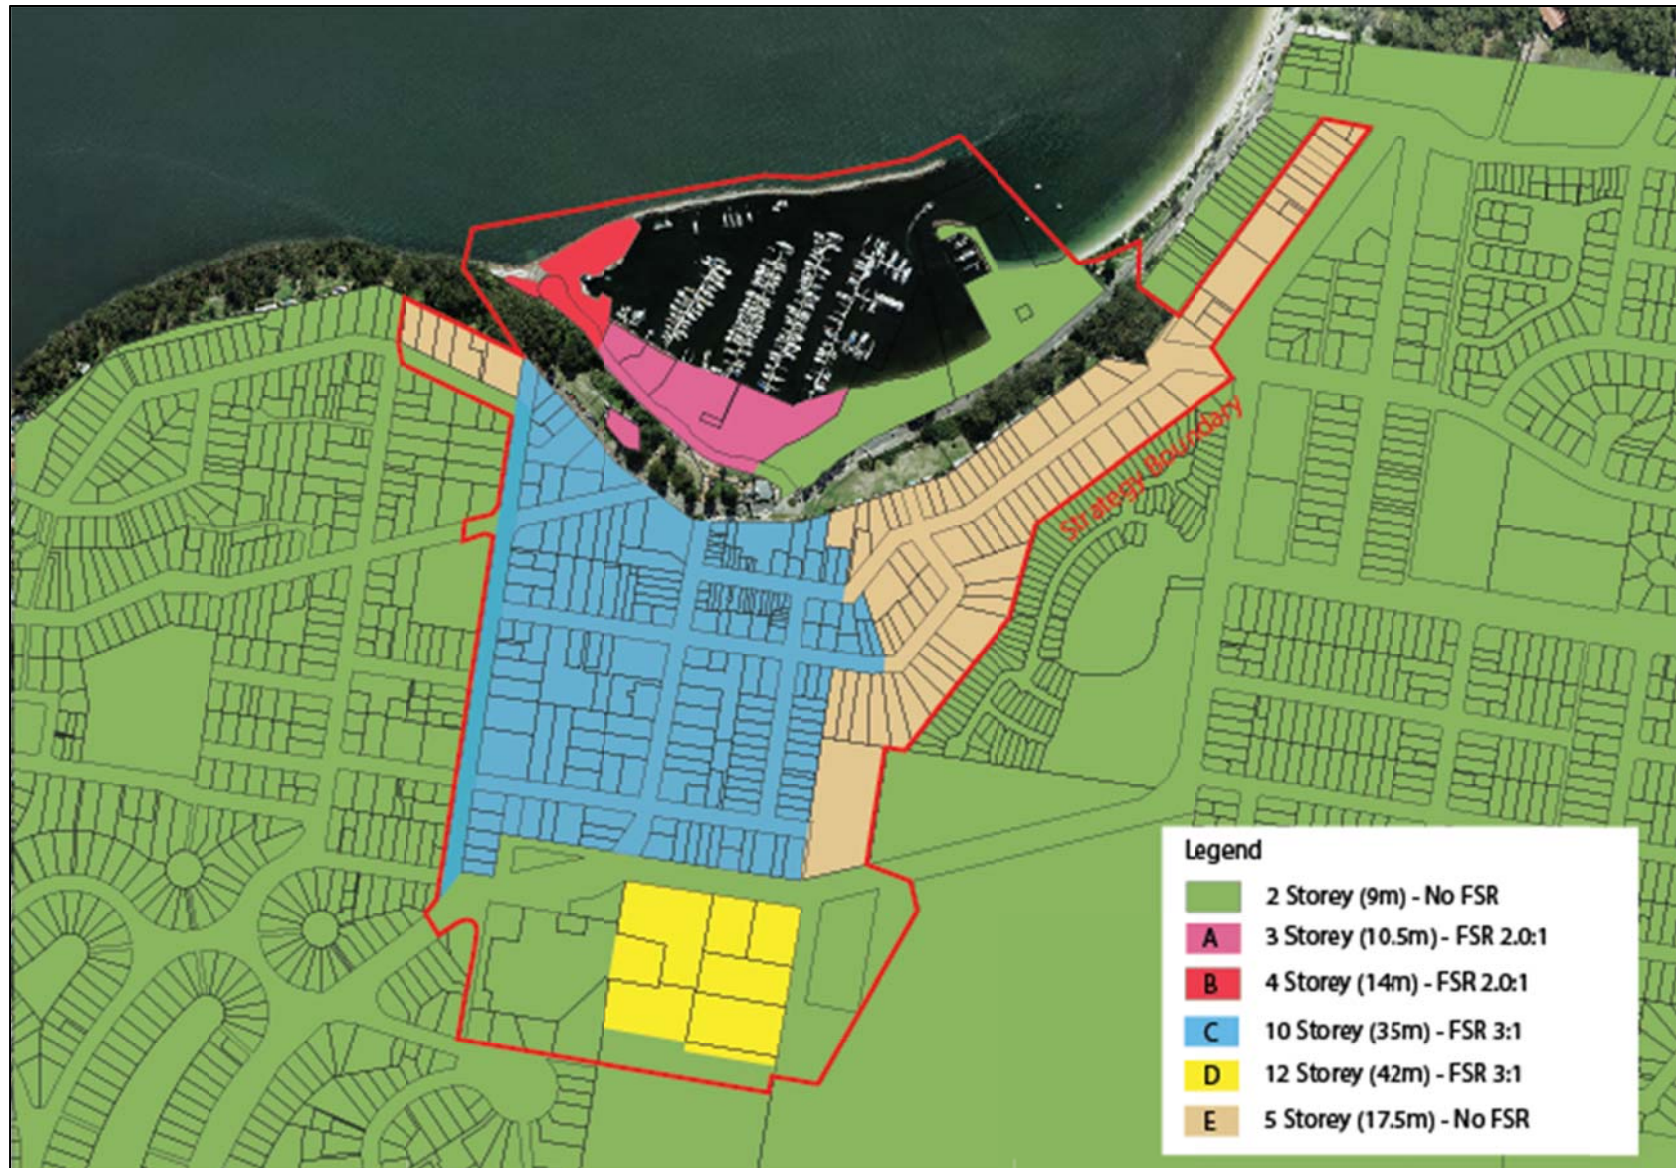 Strategy Boundary
Legend
2 Storey (9m) - No FSR
A 3 Storey (10.5m) - FSR 2.0:1
B 4 Storey (14m) - FSR 2.0:1
C 10 Storey (35m) - FSR 3:1
D 12 Storey (42m) - FSR 3:1
E 5 Storey (17.5m) - No FSR